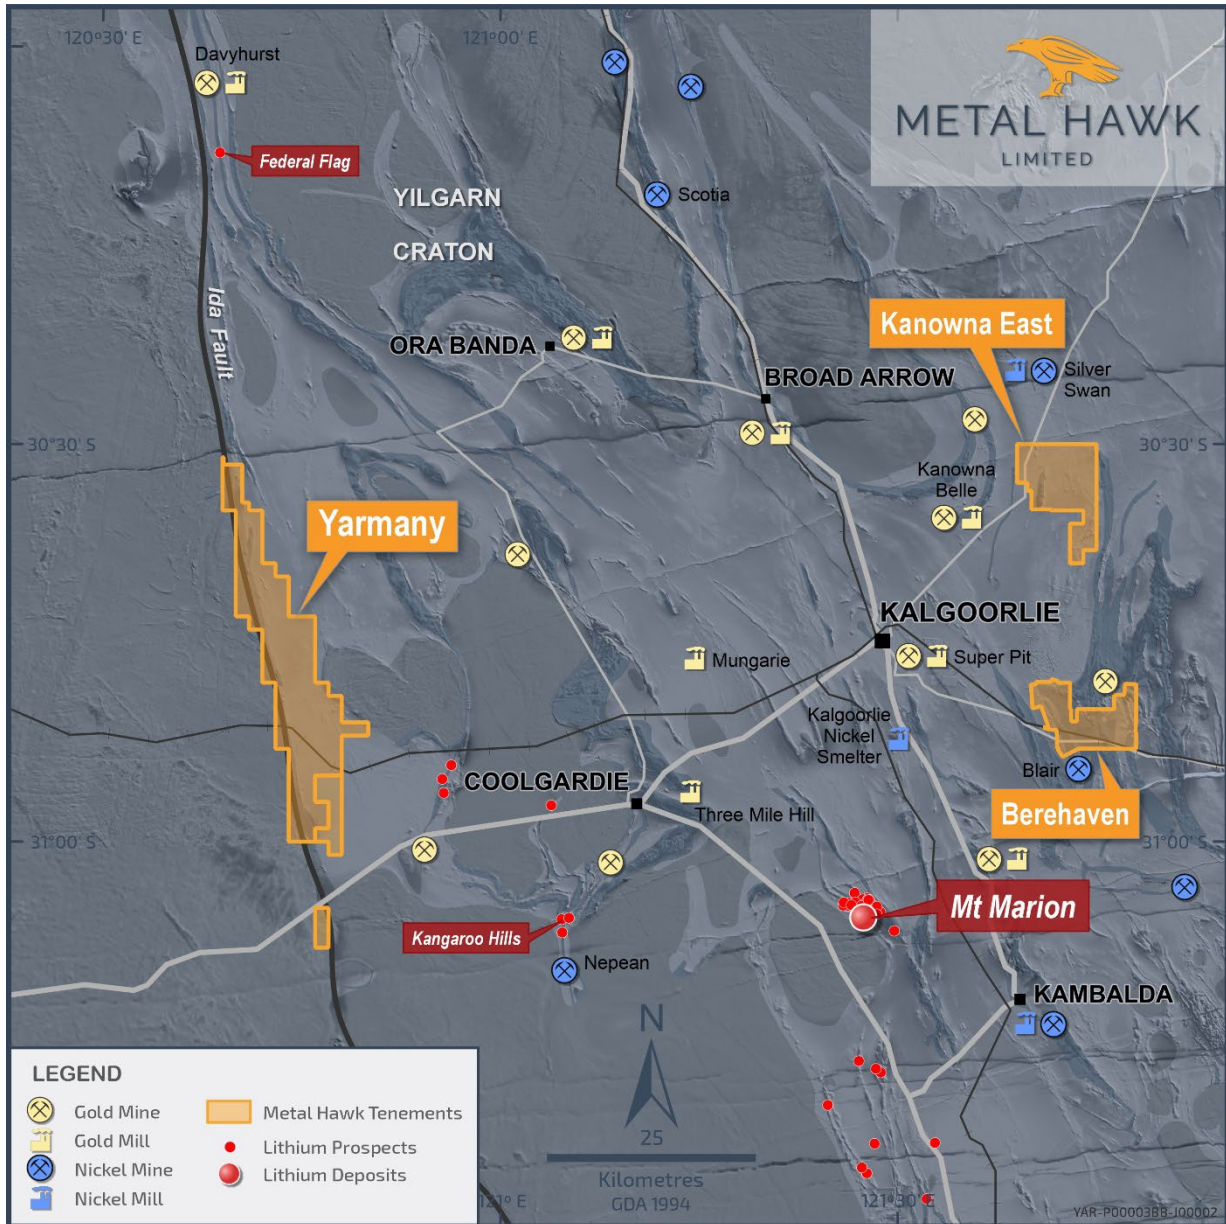 120°30' E
121°00' E
METAL HAWK
LIMITED
Davyhurst
Federal Flag
YILGARN
CRATON
Scotia
Ida Fault
Kanowna East
ORA BANDA
Silver
Swan
BROAD ARROW
30°30' S
30°30' S
Kanowna
Belle
Yarmany
KALGOORLIE
Mungarie
Super Pit
Kalgoorlie
Nickel
Smelter
Blair
COOLGARDIE
Three Mile Hill
Berehaven
31°00' S
31°00' S
Mt Marion
Kangaroo Hills
Nepean
KAMBALDA
N
25
Kilometres
GDA 1994
LEGEND
Gold Mine
Gold Mill
Nickel Mine
Nickel Mill
Metal Hawk Tenements
Lithium Prospects
Lithium Deposits
121°30' E
YAR-P00003BB-J00002